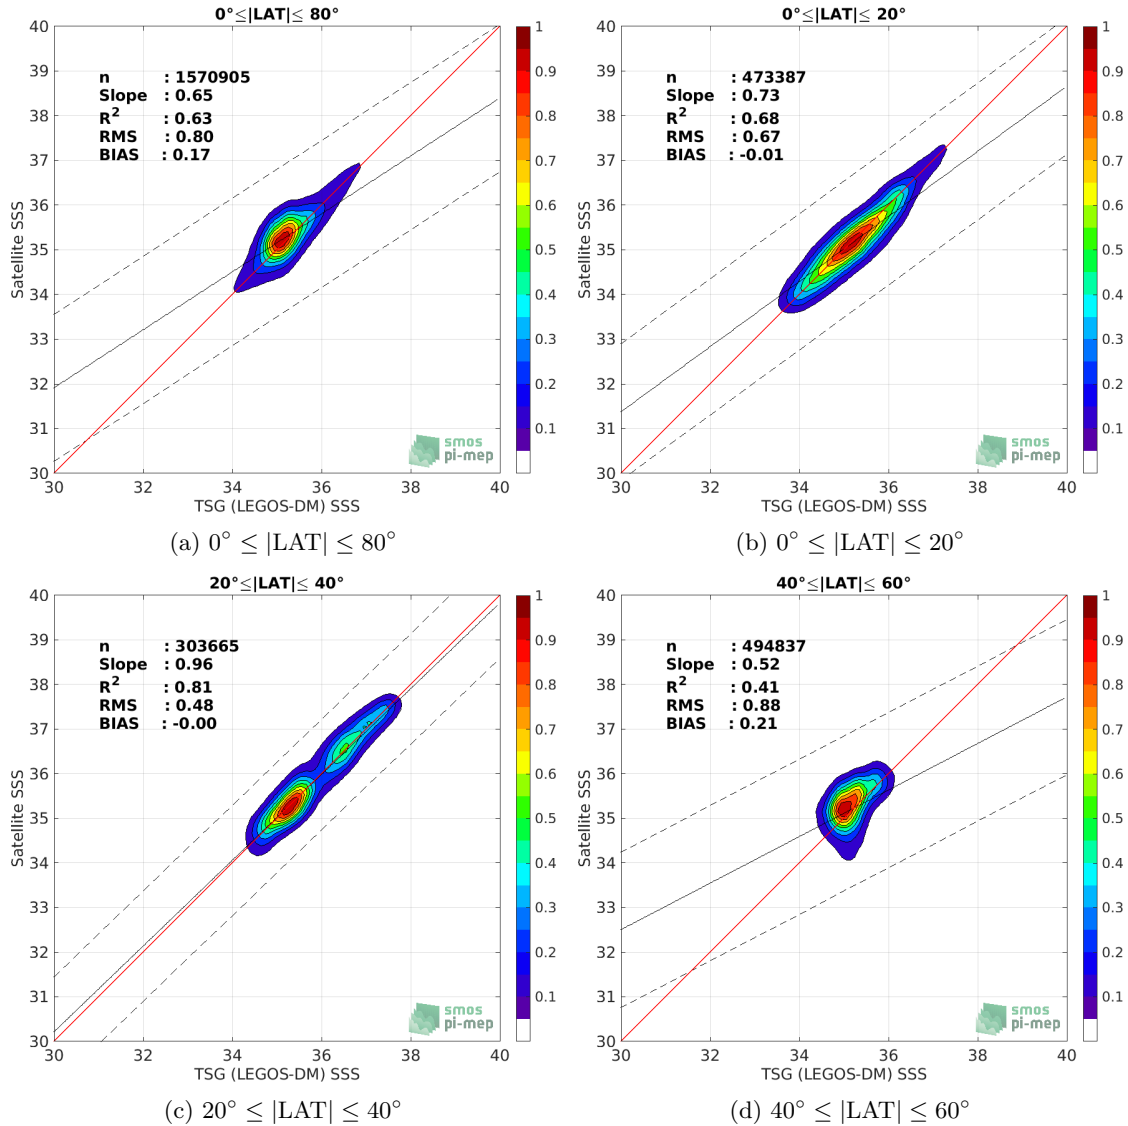 0°≤|LAT|≤ 80°
n : 1570905
Slope : 0.65
R2 : 0.63
RMS : 0.80
BIAS : 0.17
Satellite SSS
40
39
38
37
36
35
34
33
32
31
30
30 32 34 36 38 40
TSG (LEGOS-DM) SSS
1
0.9
0.8
0.7
0.6
0.5
0.4
0.3
0.2
0.1
smos
pi-mep
(a) 0° ≤ |LAT| ≤ 80°
0°≤|LAT|≤ 20°
n : 473387
Slope : 0.73
R2 : 0.68
RMS : 0.67
BIAS : -0.01
Satellite SSS
40
39
38
37
36
35
34
33
32
31
30
30 32 34 36 38 40
TSG (LEGOS-DM) SSS
1
0.9
0.8
0.7
0.6
0.5
0.4
0.3
0.2
0.1
smos
pi-mep
(b) 0° ≤ |LAT| ≤ 20°
20°≤|LAT|≤ 40°
n : 303665
Slope : 0.96
R2 : 0.81
RMS : 0.48
BIAS : -0.00
Satellite SSS
40
39
38
37
36
35
34
33
32
31
30
30 32 34 36 38 40
TSG (LEGOS-DM) SSS
1
0.9
0.8
0.7
0.6
0.5
0.4
0.3
0.2
0.1
smos
pi-mep
(c) 20° ≤ |LAT| ≤ 40°
40°≤|LAT|≤ 60°
n : 494837
Slope : 0.52
R2 : 0.41
RMS : 0.88
BIAS : 0.21
Satellite SSS
40
39
38
37
36
35
34
33
32
31
30
30 32 34 36 38 40
TSG (LEGOS-DM) SSS
1
0.9
0.8
0.7
0.6
0.5
0.4
0.3
0.2
0.1
smos
pi-mep
(d) 40° ≤ |LAT| ≤ 60°